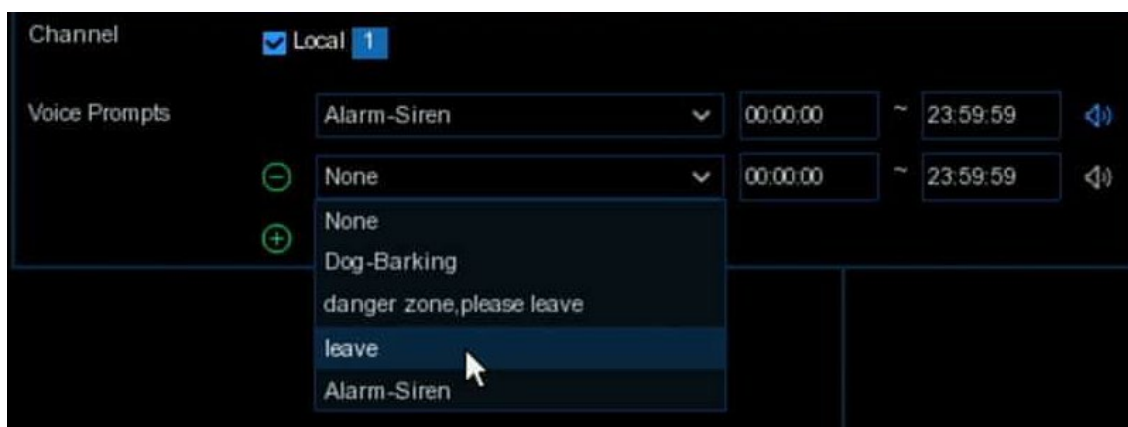 Channel Local 1
Voice Prompts Alarm-Siren 00:00:00 ~ 23:59:59
None 00:00:00 ~ 23:59:59
None
Dog-Barking
danger zone,please leave
leave
Alarm-Siren